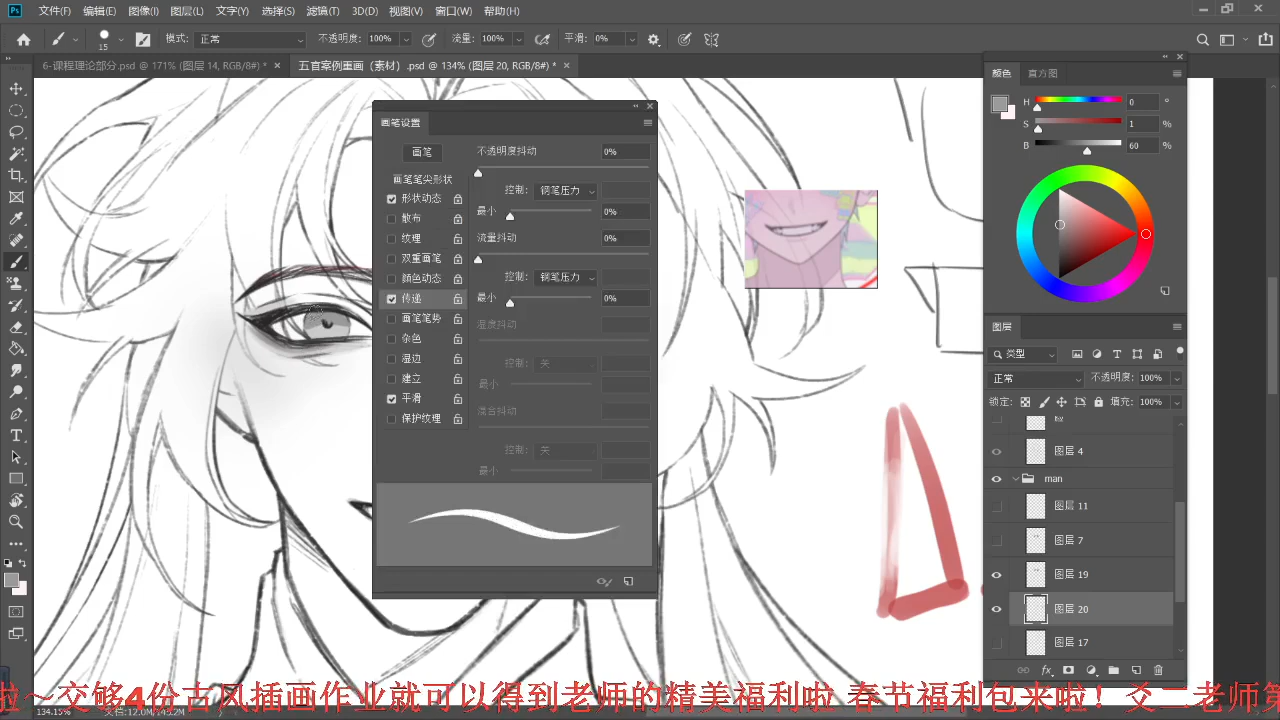 Ps 文件(F) 编辑(E) 图像(I) 图层(L) 文字(Y) 选择(S) 滤镜(T) 3D(D) 视图(V) 窗口(W) 帮助(H)
15 模式: 正常 不透明度: 100% 流量: 100% 平滑: 0%
6-课程理论部分.psd @ 171% (图层 14, RGB/8#) * × 五官案例重画（素材）.psd @ 134% (图层 20, RGB/8#) * ×
颜色 直方图
H 0 °
S 1 %
B 60 %
画笔设置
画笔
画笔笔尖形状
形状动态
散布
纹理
双重画笔
颜色动态
传递
画笔笔势
杂色
湿边
建立
平滑
保护纹理
不透明度抖动 0%
控制: 钢笔压力
最小 0%
流量抖动 0%
控制: 钢笔压力
最小 0%
湿度抖动
控制: 关
最小
混合抖动
控制: 关
最小
图层
类型
正常 不透明度: 100%
锁定: 填充: 100%
图层 4
man
图层 11
图层 7
图层 19
图层 20
图层 17
fx
啦～交够4份古风插画作业就可以得到老师的精美福利啦 春节福利包来啦！爻二老师第
134.15%